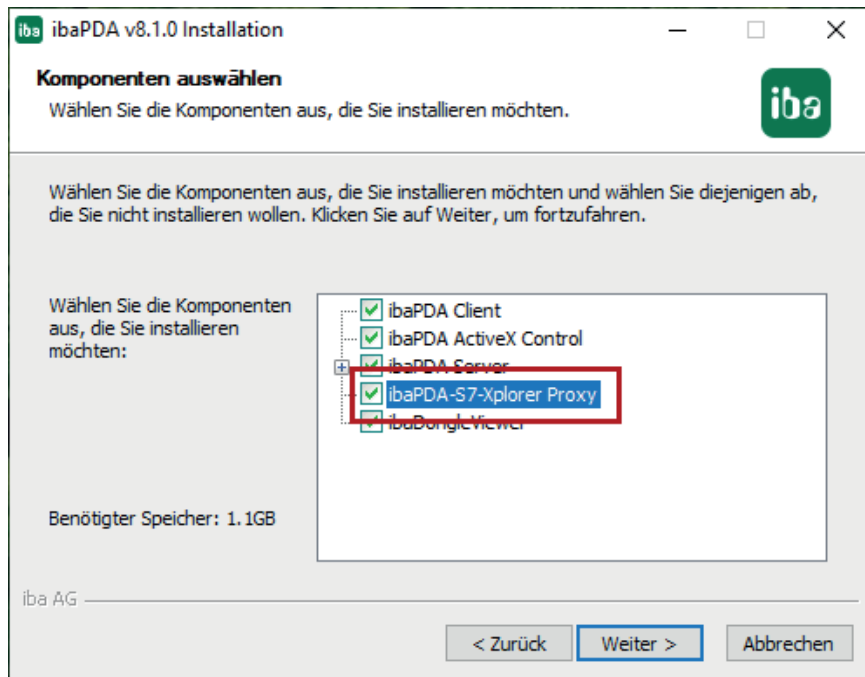 iba ibaPDA v8.1.0 Installation
Komponenten auswählen
Wählen Sie die Komponenten aus, die Sie installieren möchten.
iba
Wählen Sie die Komponenten aus, die Sie installieren möchten und wählen Sie diejenigen ab,
die Sie nicht installieren wollen. Klicken Sie auf Weiter, um fortzufahren.
Wählen Sie die Komponenten
aus, die Sie installieren
möchten:
ibaPDA Client
ibaPDA ActiveX Control
ibaPDA Server
ibaPDA-S7-Xplorer Proxy
ibaDongleViewer
Benötigter Speicher: 1.1GB
iba AG
< Zurück
Weiter >
Abbrechen